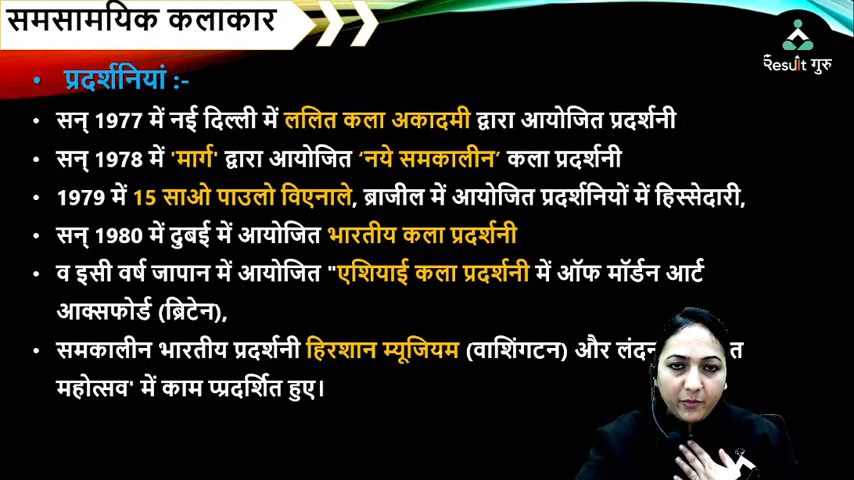 समसामयिक कलाकार
Result गुरु
• प्रदर्शनियां :-
• सन् 1977 में नई दिल्ली में ललित कला अकादमी द्वारा आयोजित प्रदर्शनी
• सन् 1978 में 'मार्ग' द्वारा आयोजित ‘नये समकालीन’ कला प्रदर्शनी
• 1979 में 15 साओ पाउलो विएनाले, ब्राजील में आयोजित प्रदर्शनियों में हिस्सेदारी,
• सन् 1980 में दुबई में आयोजित भारतीय कला प्रदर्शनी
• व इसी वर्ष जापान में आयोजित "एशियाई कला प्रदर्शनी में ऑफ मॉर्डन आर्ट
आक्सफोर्ड (ब्रिटेन),
• समकालीन भारतीय प्रदर्शनी हिरशान म्यूजियम (वाशिंगटन) और लंदन त
महोत्सव' में काम प्प्रदर्शित हुए।